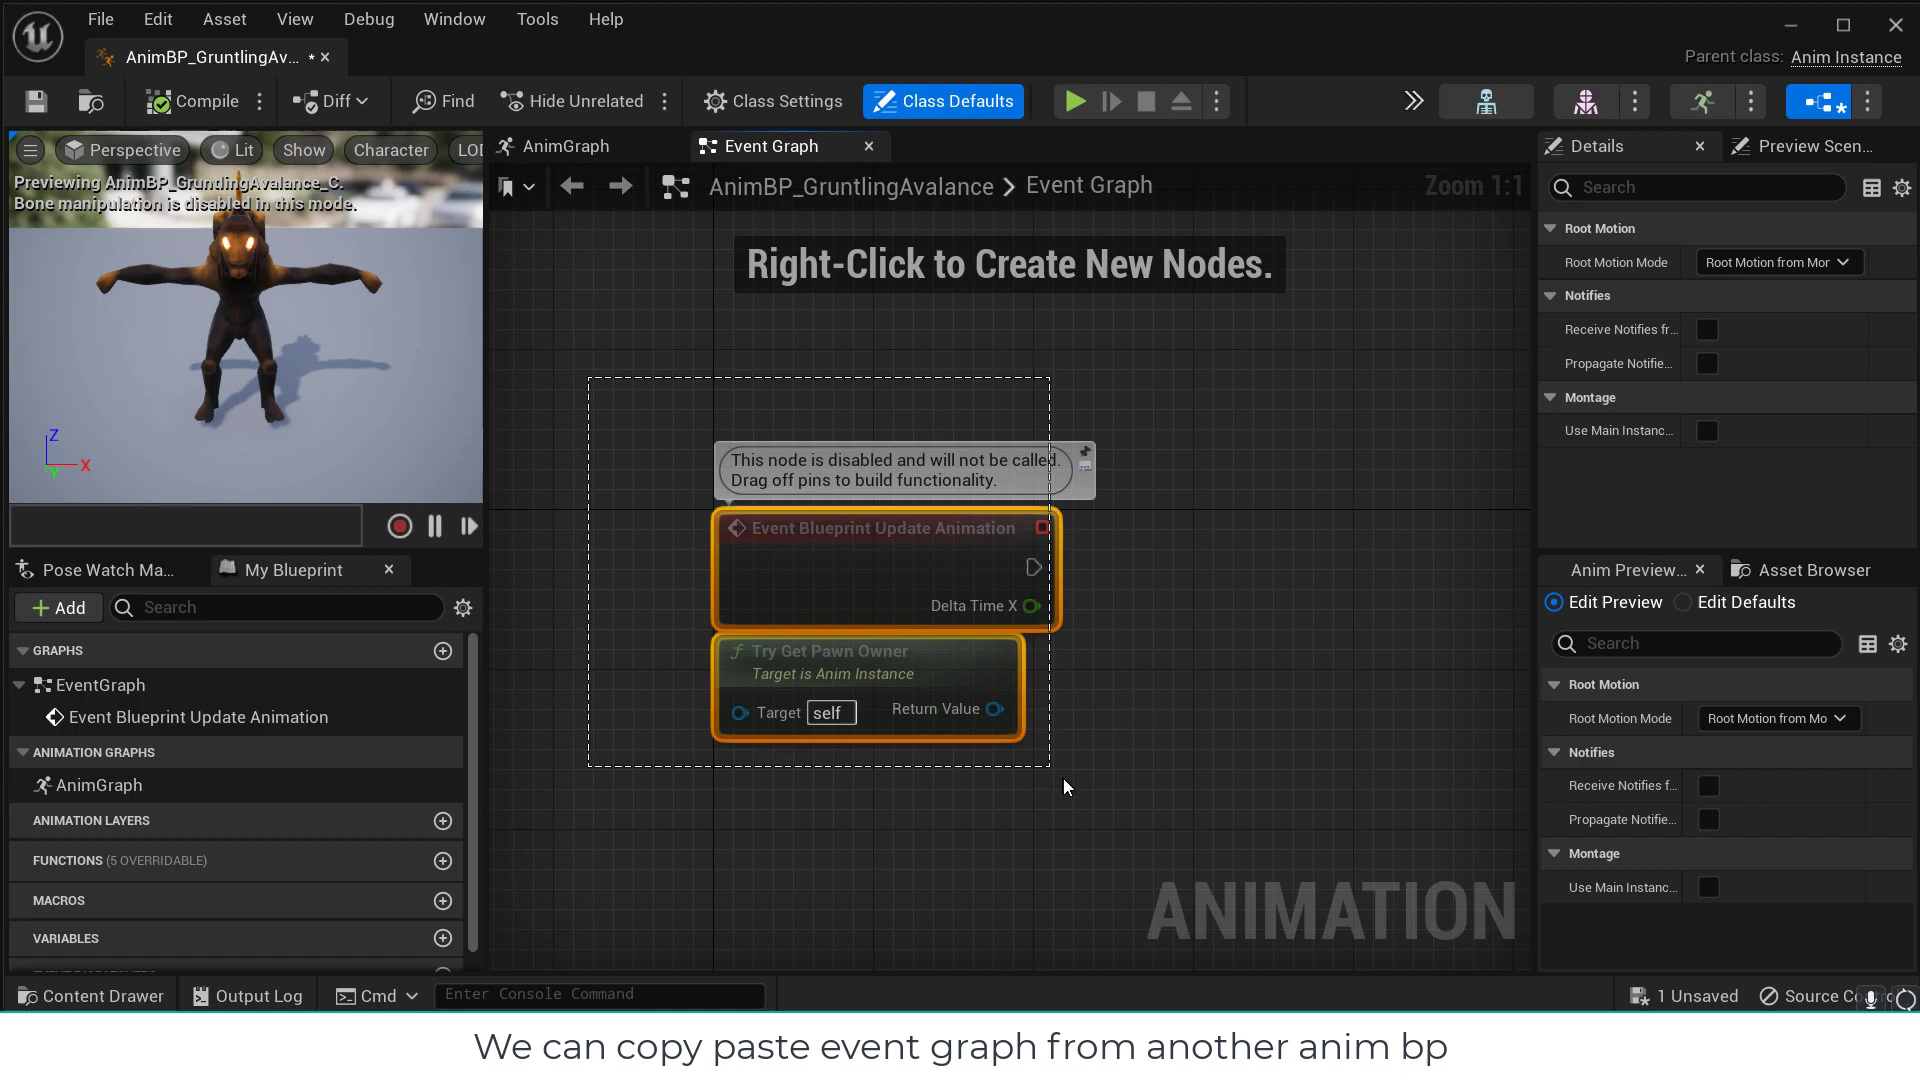 File Edit Asset View Debug Window Tools Help
AnimBP_GruntlingAv... *
Parent class: Anim Instance
Compile Diff Find Hide Unrelated Class Settings Class Defaults
Perspective Lit Show Character LOD
Previewing AnimBP_GruntlingAvalance_C.
Bone manipulation is disabled in this mode.
Z
X
Y
AnimGraph Event Graph
AnimBP_GruntlingAvalance > Event Graph Zoom 1:1
Right-Click to Create New Nodes.
This node is disabled and will not be called.
Drag off pins to build functionality.
Event Blueprint Update Animation
Delta Time X
f Try Get Pawn Owner
Target is Anim Instance
Target self Return Value
ANIMATION
Pose Watch Ma... My Blueprint
Add Search
GRAPHS
EventGraph
Event Blueprint Update Animation
ANIMATION GRAPHS
AnimGraph
ANIMATION LAYERS
FUNCTIONS (5 OVERRIDABLE)
MACROS
VARIABLES
Details Preview Scen...
Search
Root Motion
Root Motion Mode Root Motion from Mor
Notifies
Receive Notifies fr...
Propagate Notifie...
Montage
Use Main Instanc...
Anim Preview... Asset Browser
Edit Preview Edit Defaults
Search
Root Motion
Root Motion Mode Root Motion from Mo
Notifies
Receive Notifies f...
Propagate Notifie...
Montage
Use Main Instanc...
Content Drawer Output Log Cmd Enter Console Command 1 Unsaved Source
We can copy paste event graph from another anim bp